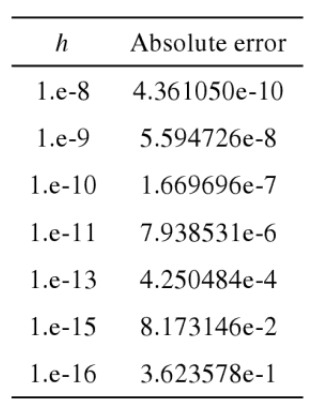 h Absolute error
1.e-8 4.361050e-10
1.e-9 5.594726e-8
1.e-10 1.669696e-7
1.e-11 7.938531e-6
1.e-13 4.250484e-4
1.e-15 8.173146e-2
1.e-16 3.623578e-1